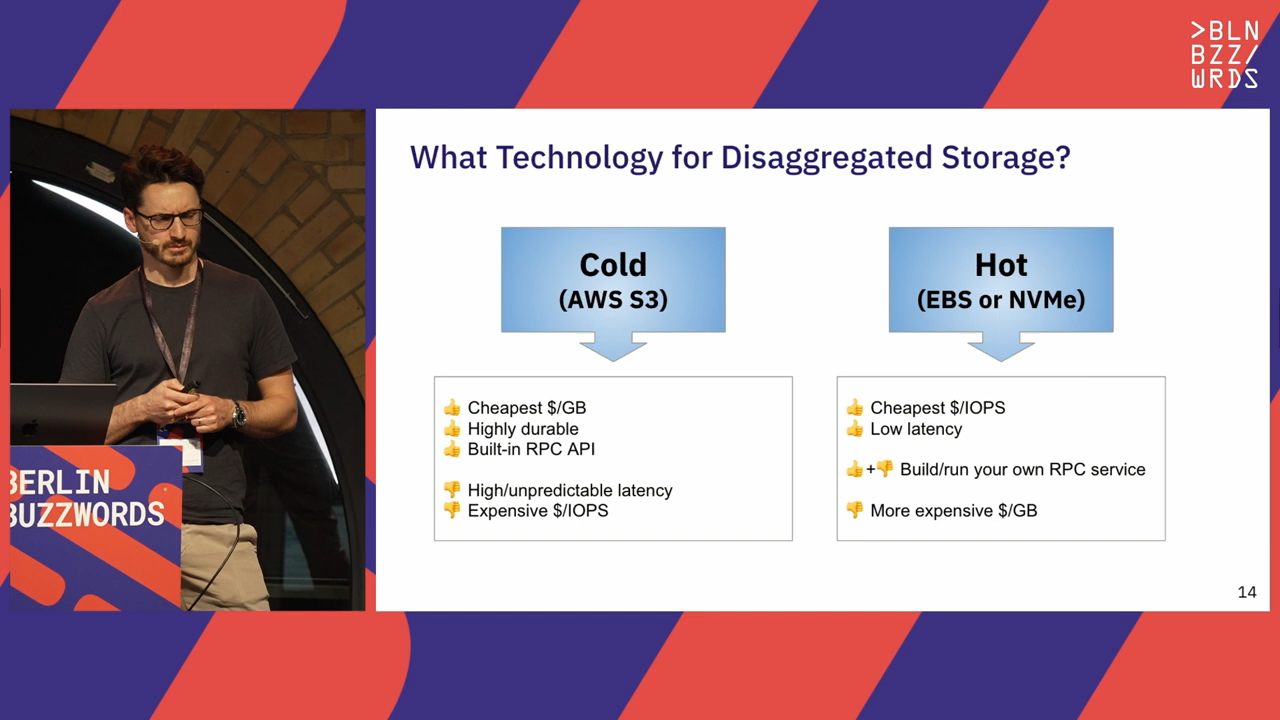 >BLN
BZZ/
WRDS
What Technology for Disaggregated Storage?
Cold
(AWS S3)
👍 Cheapest $/GB
👍 Highly durable
👍 Built-in RPC API
👎 High/unpredictable latency
👎 Expensive $/IOPS
Hot
(EBS or NVMe)
👍 Cheapest $/IOPS
👍 Low latency
👍+👎 Build/run your own RPC service
👎 More expensive $/GB
14
BERLIN
BUZZWORDS